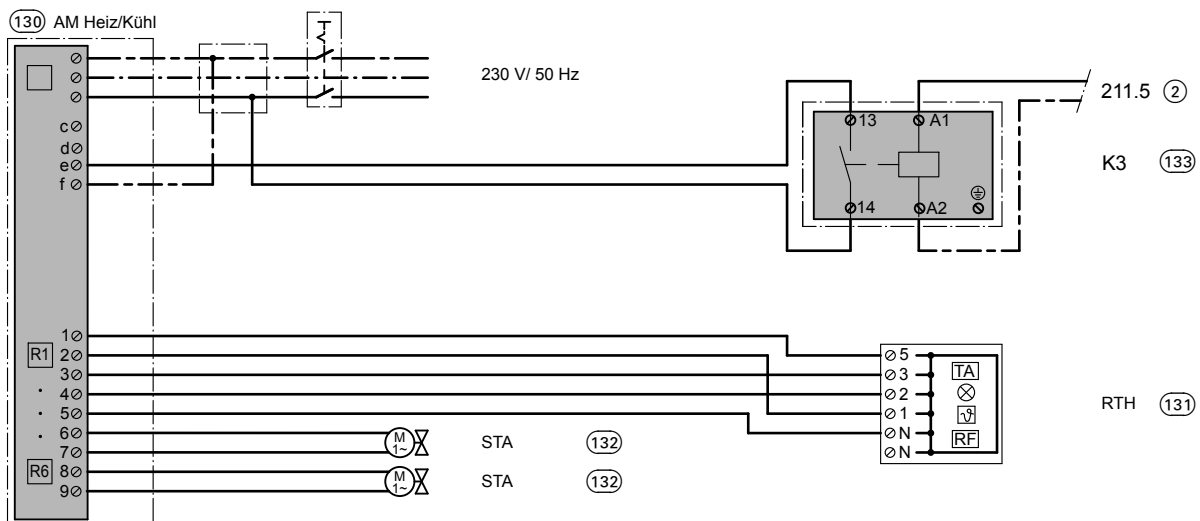 130 AM Heiz/Kühl
230 V/ 50 Hz
c
d
e
f
13 A1
14 A2
211.5 2
K3 133
1
R1 2
3
4
5
6
7
R6 8
9
M 1~ STA 132
M 1~ STA 132
5
3 TA
2
1 ϑ
N RF
N
RTH 131